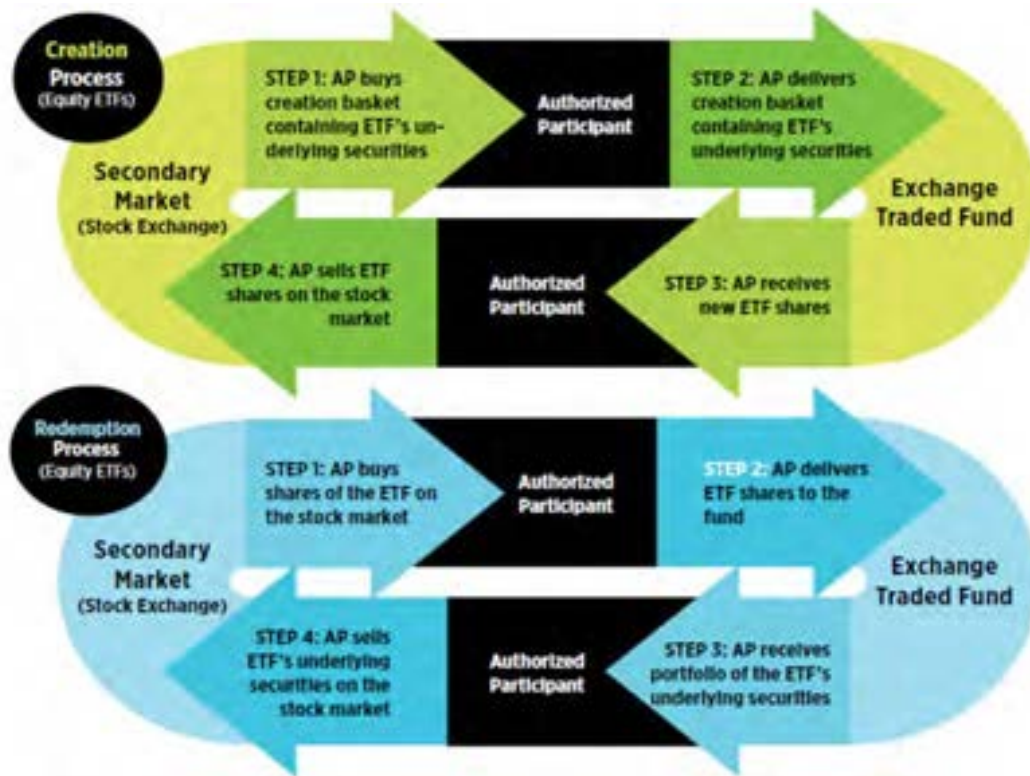 Creation
Process
(Equity ETFs)
STEP 1: AP buys
creation basket
containing ETF's un-
derlying securities
Authorized
Participant
STEP 2: AP delivers
creation basket
containing ETF's
underlying securities
Secondary
Market
(Stock Exchange)
Exchange
Traded Fund
STEP 4: AP sells ETF
shares on the stock
market
Authorized
Participant
STEP 3: AP receives
new ETF shares
Redemption
Process
(Equity ETFs)
STEP 1: AP buys
shares of the ETF on
the stock market
Authorized
Participant
STEP 2: AP delivers
ETF shares to the
fund
Secondary
Market
(Stock Exchange)
Exchange
Traded Fund
STEP 4: AP sells
ETF's underlying
securities on the
stock market
Authorized
Participant
STEP 3: AP receives
portfolio of the ETF's
underlying securities